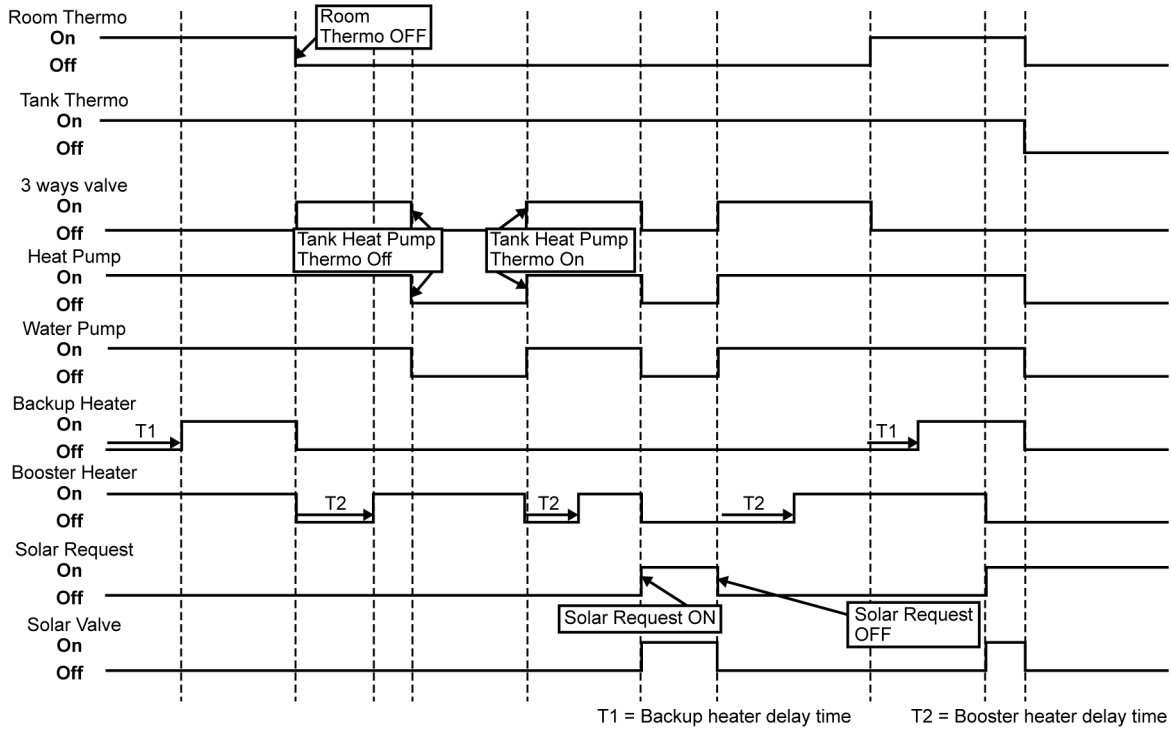 Room Thermo
On
Off
Room
Thermo OFF
Tank Thermo
On
Off
3 ways valve
On
Off
Tank Heat Pump
Thermo Off
Tank Heat Pump
Thermo On
Heat Pump
On
Off
Water Pump
On
Off
Backup Heater
On
Off
T1
T1
Booster Heater
On
Off
T2
T2
T2
Solar Request
On
Off
Solar Request ON
Solar Request
OFF
Solar Valve
On
Off
T1 = Backup heater delay time
T2 = Booster heater delay time